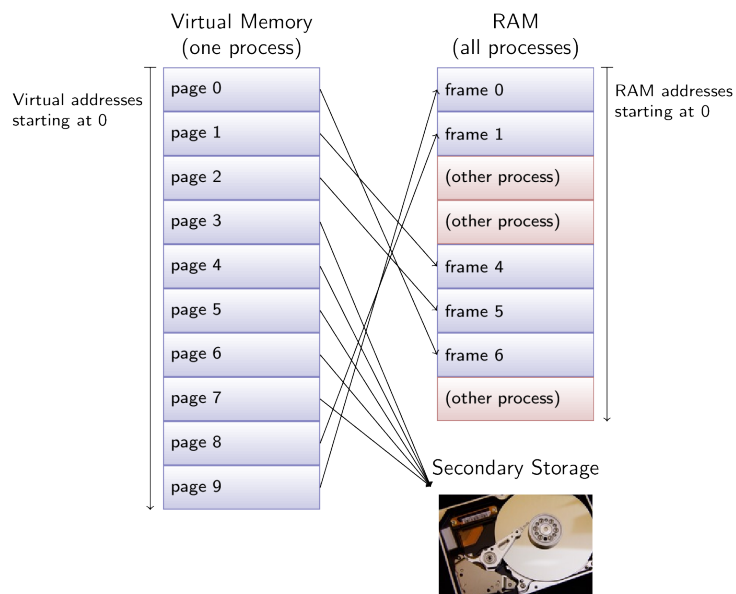 Virtual Memory
(one process)
RAM
(all processes)
Virtual addresses
starting at 0
RAM addresses
starting at 0
page 0
page 1
page 2
page 3
page 4
page 5
page 6
page 7
page 8
page 9
frame 0
frame 1
(other process)
(other process)
frame 4
frame 5
frame 6
(other process)
Secondary Storage